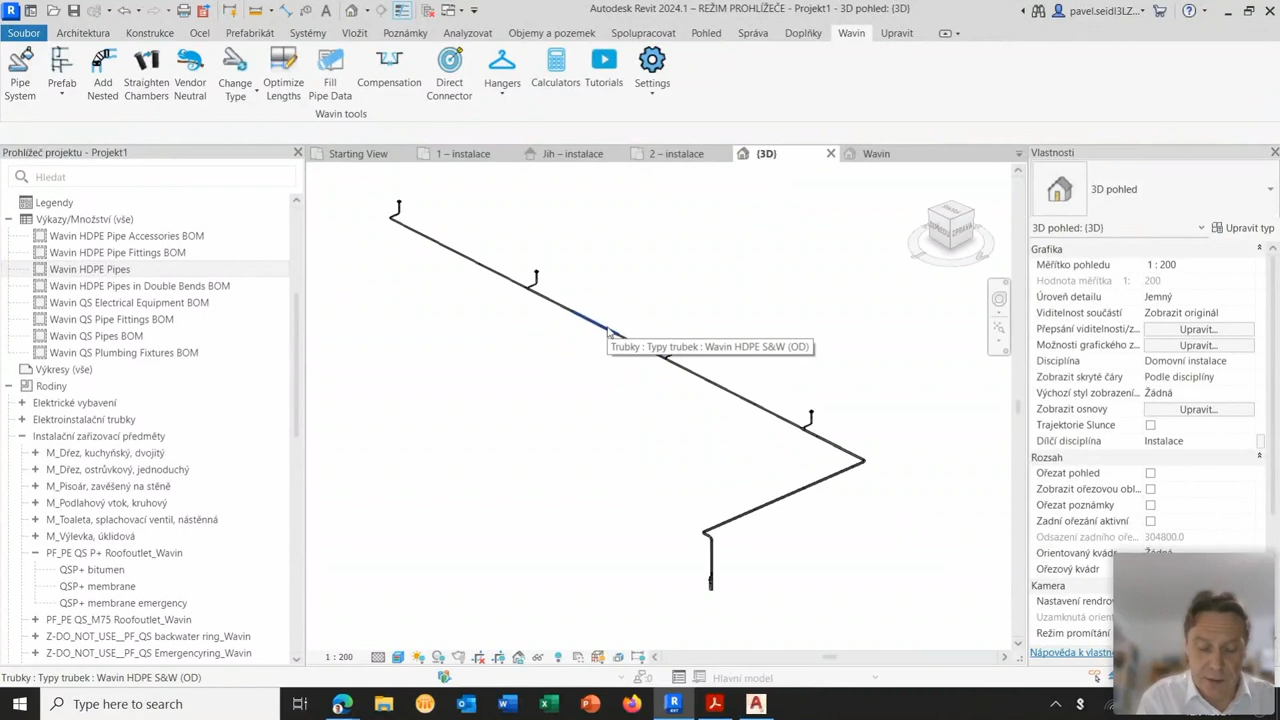 Autodesk Revit 2024.1 – REŽIM PROHLÍŽEČE - Projekt1 - 3D pohled: {3D}
pavel.seidl3LZ...
Soubor Architektura Konstrukce Ocel Prefabrikát Systémy Vložit Poznámky Analyzovat Objemy a pozemek Spolupracovat Pohled Správa Doplňky Wavin Upravit
Pipe System
Prefab
Add Nested
Straighten Chambers
Vendor Neutral
Change Type
Optimize Lengths
Fill Pipe Data
Compensation
Direct Connector
Hangers
Calculators
Tutorials
Settings
Wavin tools
Prohlížeč projektu - Projekt1
Hledat
Legendy
Výkazy/Množství (vše)
Wavin HDPE Pipe Accessories BOM
Wavin HDPE Pipe Fittings BOM
Wavin HDPE Pipes
Wavin HDPE Pipes in Double Bends BOM
Wavin QS Electrical Equipment BOM
Wavin QS Pipe Fittings BOM
Wavin QS Pipes BOM
Wavin QS Plumbing Fixtures BOM
Výkresy (vše)
Rodiny
Elektrické vybavení
Elektroinstalační trubky
Instalační zařizovací předměty
M_Dřez, kuchyňský, dvojitý
M_Dřez, ostrůvkový, jednoduchý
M_Pisoár, zavěšený na stěně
M_Podlahový vtok, kruhový
M_Toaleta, splachovací ventil, nástěnná
M_Výlevka, úklidová
PF_PE QS P+ Roofoutlet_Wavin
QSP+ bitumen
QSP+ membrane
QSP+ membrane emergency
PF_PE QS_M75 Roofoutlet_Wavin
Z-DO_NOT_USE__PF_QS backwater ring_Wavin
Z-DO_NOT_USE__PF_QS Emergencyring_Wavin
Starting View
1 – instalace
Jih – instalace
2 – instalace
{3D}
Wavin
Trubky : Typy trubek : Wavin HDPE S&W (OD)
1 : 200
Vlastnosti
3D pohled
3D pohled: {3D}
Upravit typ
Grafika
Měřítko pohledu 1 : 200
Hodnota měřítka 1: 200
Úroveň detailu Jemný
Viditelnost součástí Zobrazit originál
Přepsání viditelnosti/z... Upravit...
Možnosti grafického z... Upravit...
Disciplína Domovní instalace
Zobrazit skryté čáry Podle disciplíny
Výchozí styl zobrazení... Žádná
Zobrazit osnovy Upravit...
Trajektorie Slunce
Dílčí disciplína Instalace
Rozsah
Ořezat pohled
Zobrazit ořezovou obl...
Ořezat poznámky
Zadní ořezání aktivní
Odsazení zadního oře... 304800.0
Orientovaný kvádr Žádná
Ořezový kvádr
Kamera
Nastavení rendrov
Uzamknutá orient
Režim promítání
Nápověda k vlastn
Trubky : Typy trubek : Wavin HDPE S&W (OD)
:0
Hlavní model
Type here to search